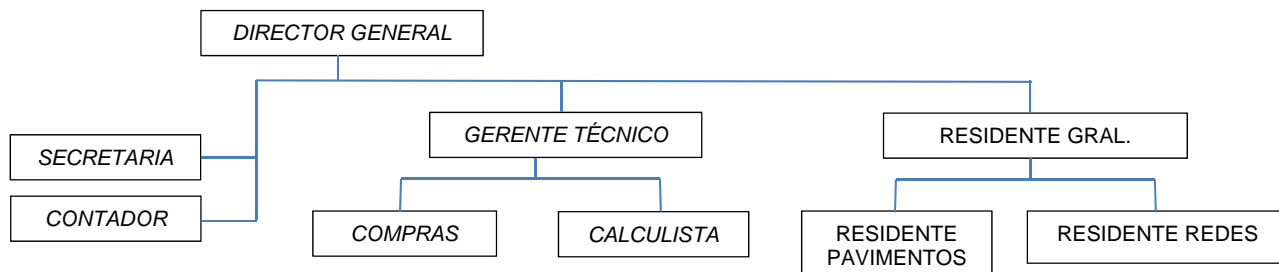 DIRECTOR GENERAL
GERENTE TÉCNICO
RESIDENTE GRAL.
SECRETARIA
CONTADOR
COMPRAS
CALCULISTA
RESIDENTE
PAVIMENTOS
RESIDENTE REDES